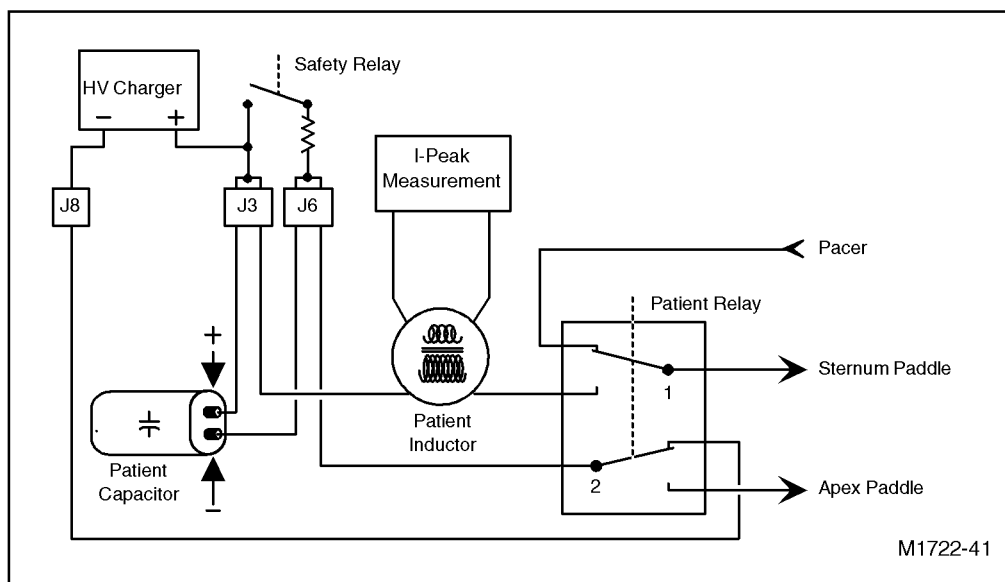 Safety Relay
HV Charger
− +
I-Peak
Measurement
J8
J3
J6
Pacer
Patient Relay
+
Sternum Paddle
1
Patient
Inductor
Patient
Capacitor
−
2
Apex Paddle
M1722-41